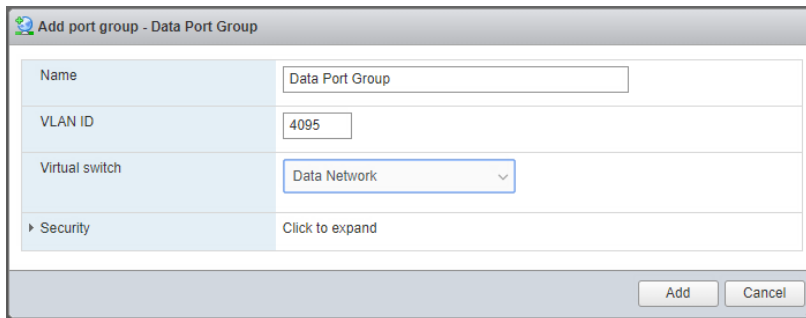 Add port group - Data Port Group
Name Data Port Group
VLAN ID 4095
Virtual switch Data Network
Security Click to expand
Add Cancel